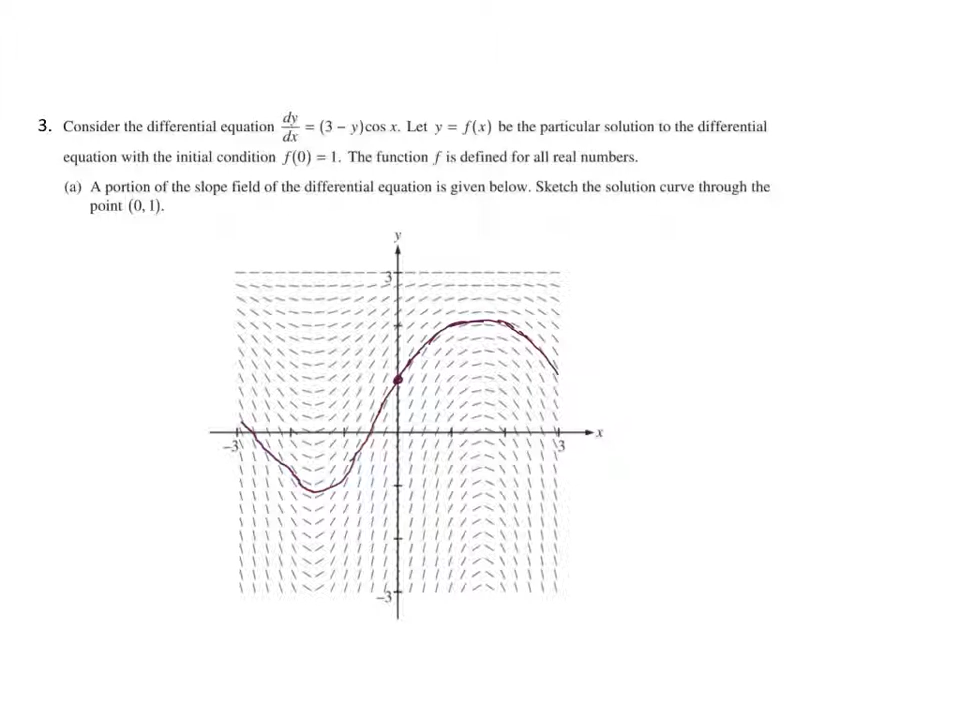 3. Consider the differential equation dy/dx = (3 − y)cos x. Let y = f(x) be the particular solution to the differential
equation with the initial condition f(0) = 1. The function f is defined for all real numbers.
(a) A portion of the slope field of the differential equation is given below. Sketch the solution curve through the
point (0, 1).
y
3
x
−3
3
−3